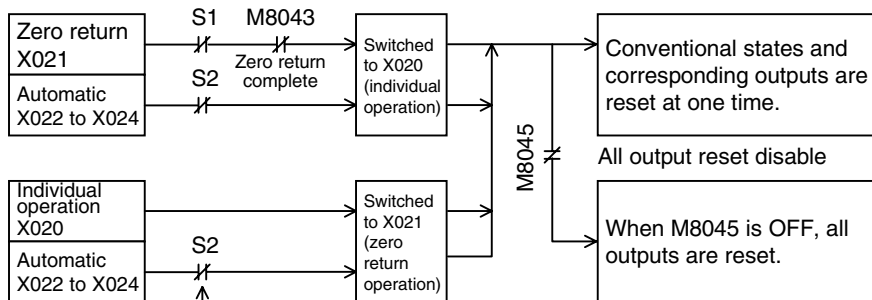 Zero return
X021
Automatic
X022 to X024
S1
M8043
Zero return
complete
S2
Switched
to X020
(individual
operation)
Conventional states and
corresponding outputs are
reset at one time.
M8045
All output reset disable
Individual
operation
X020
Automatic
X022 to X024
S2
Switched
to X021
(zero
return
operation)
When M8045 is OFF, all
outputs are reset.